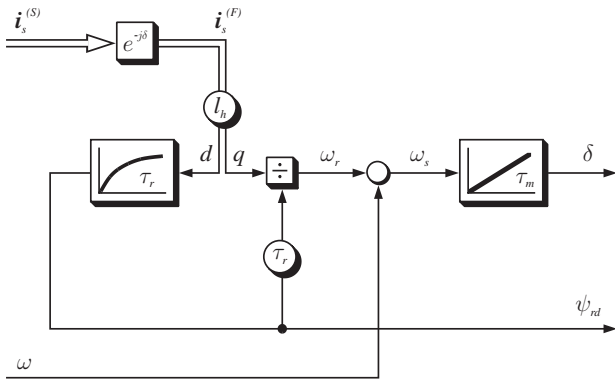 i_s^(S)
i_s^(F)
e^-jδ
l_h
d q
ω_r
ω_s
δ
÷
τ_r
τ_m
τ_r
ψ_rd
ω